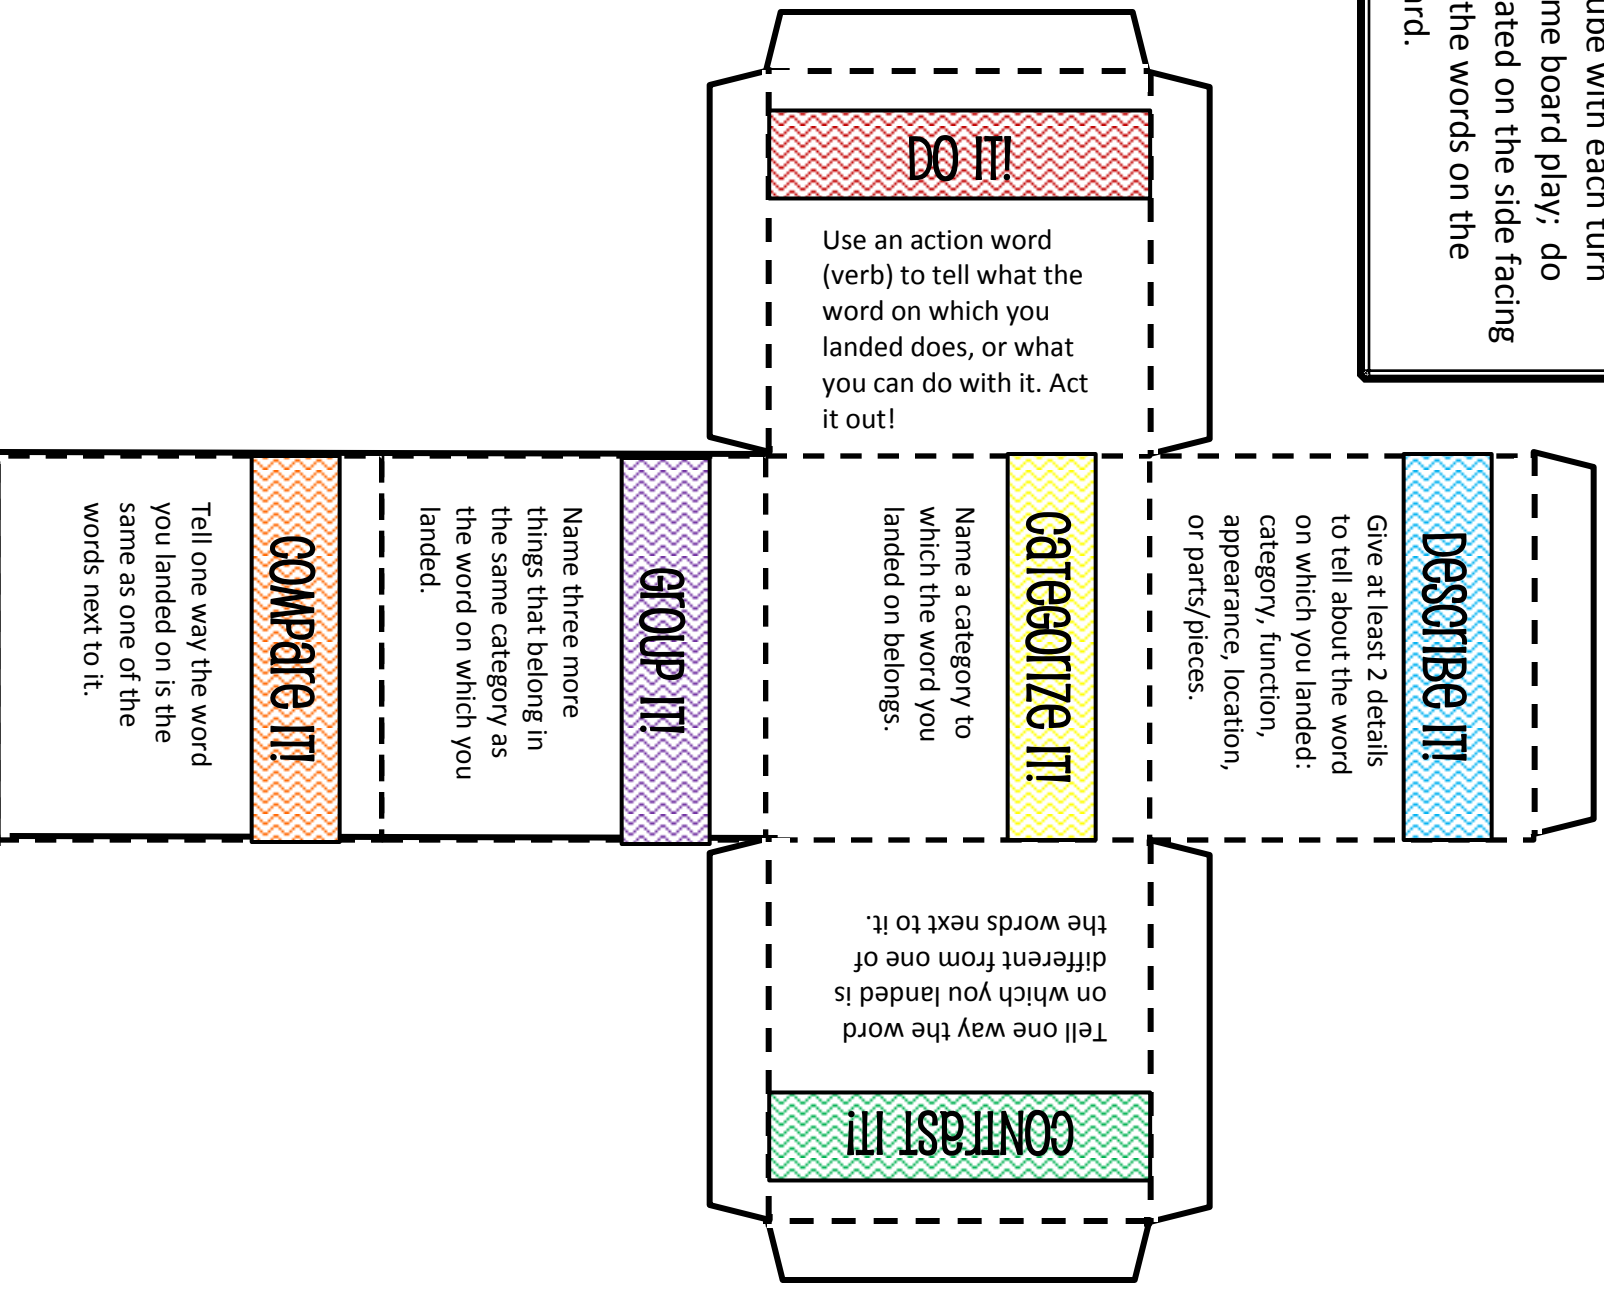 with each turn
board play; do
on the side facing
the words on the
DO IT!
Use an action word
(verb) to tell what the
word on which you
landed does, or what
you can do with it. Act
it out!
DESCRIBE IT!
Give at least 2 details
to tell about the word
on which you landed:
category, function,
appearance, location,
or parts/pieces.
CATEGORIZE IT!
Name a category to
which the word you
landed on belongs.
GROUP IT!
Name three more
things that belong in
the same category as
the word on which you
landed.
COMPARE IT!
Tell one way the word
you landed on is the
same as one of the
words next to it.
CONTRAST IT!
Tell one way the word
on which you landed is
different from one of
the words next to it.